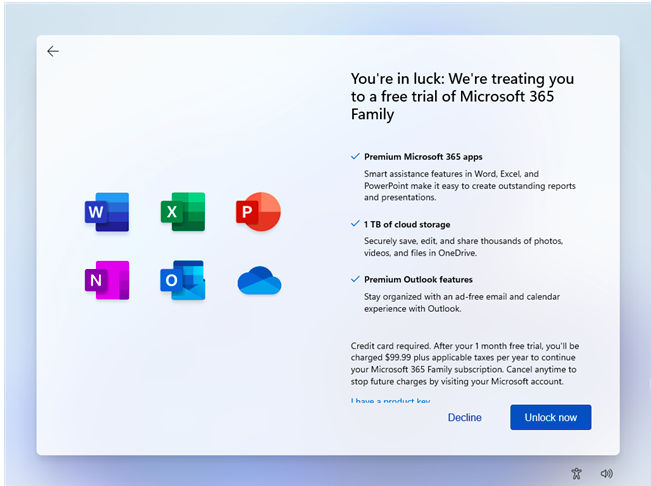 You're in luck: We're treating you
to a free trial of Microsoft 365
Family
Premium Microsoft 365 apps
Smart assistance features in Word, Excel, and
PowerPoint make it easy to create outstanding reports
and presentations.
1 TB of cloud storage
Securely save, edit, and share thousands of photos,
videos, and files in OneDrive.
Premium Outlook features
Stay organized with an ad-free email and calendar
experience with Outlook.
Credit card required. After your 1 month free trial, you'll be
charged $99.99 plus applicable taxes per year to continue
your Microsoft 365 Family subscription. Cancel anytime to
stop future charges by visiting your Microsoft account.
I have a product key
Decline
Unlock now
W
X
P
N
O